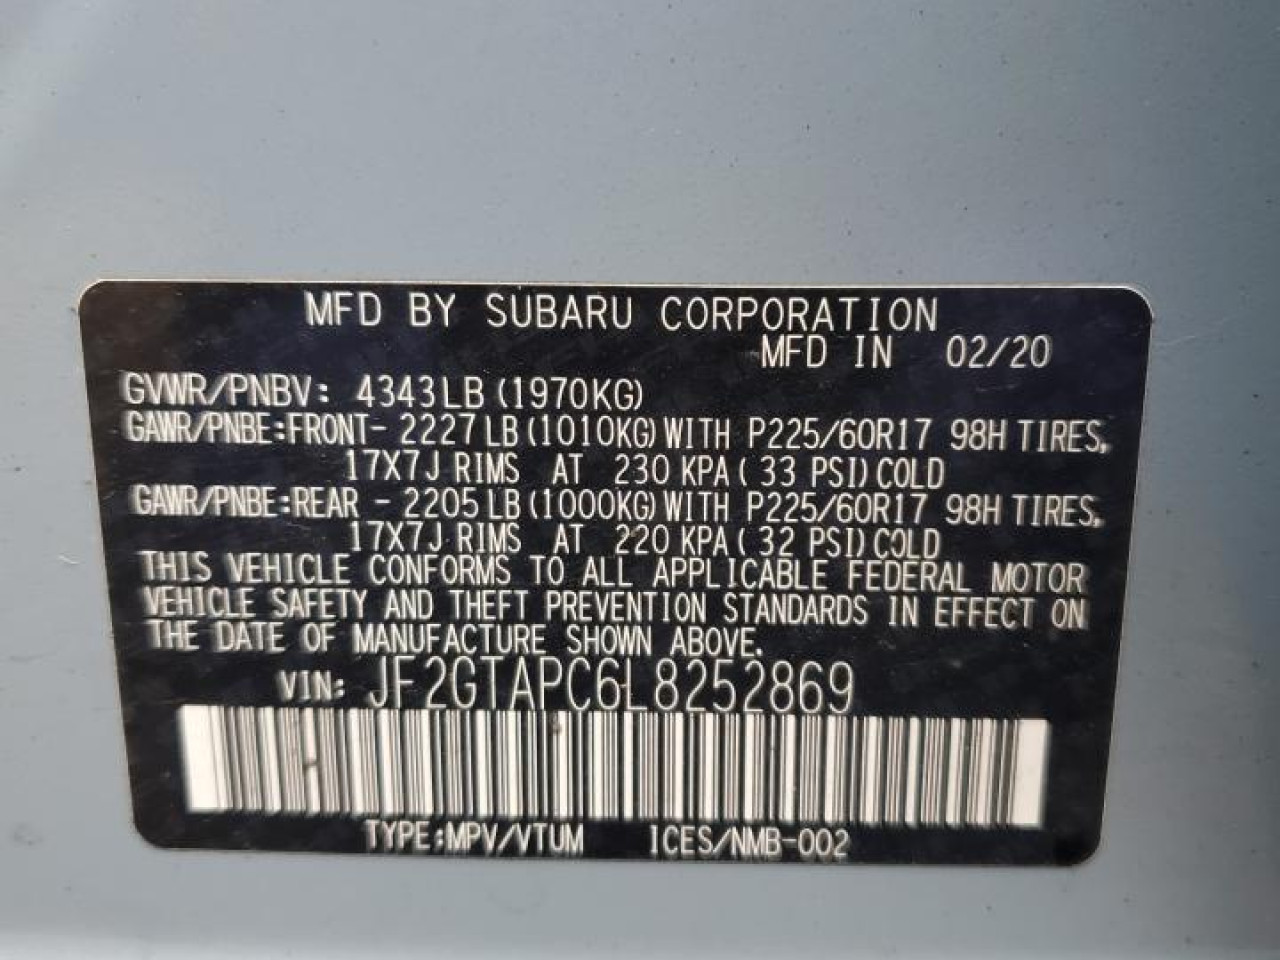 MFD BY SUBARU CORPORATION
MFD IN 02/20
GVWR/PNBV: 4343LB (1970KG)
GAWR/PNBE:FRONT- 2227 LB (1010KG) WITH P225/60R17 98H TIRES,
17X7J RIMS AT 230 KPA ( 33 PSI) COLD
GAWR/PNBE:REAR - 2205 LB (1000KG) WITH P225/60R17 98H TIRES,
17X7J RIMS AT 220 KPA ( 32 PSI) COLD
THIS VEHICLE CONFORMS TO ALL APPLICABLE FEDERAL MOTOR
VEHICLE SAFETY AND THEFT PREVENTION STANDARDS IN EFFECT ON
THE DATE OF MANUFACTURE SHOWN ABOVE.
VIN: JF2GTAPC6L8252869
TYPE:MPV/VTUM ICES/NMB-002